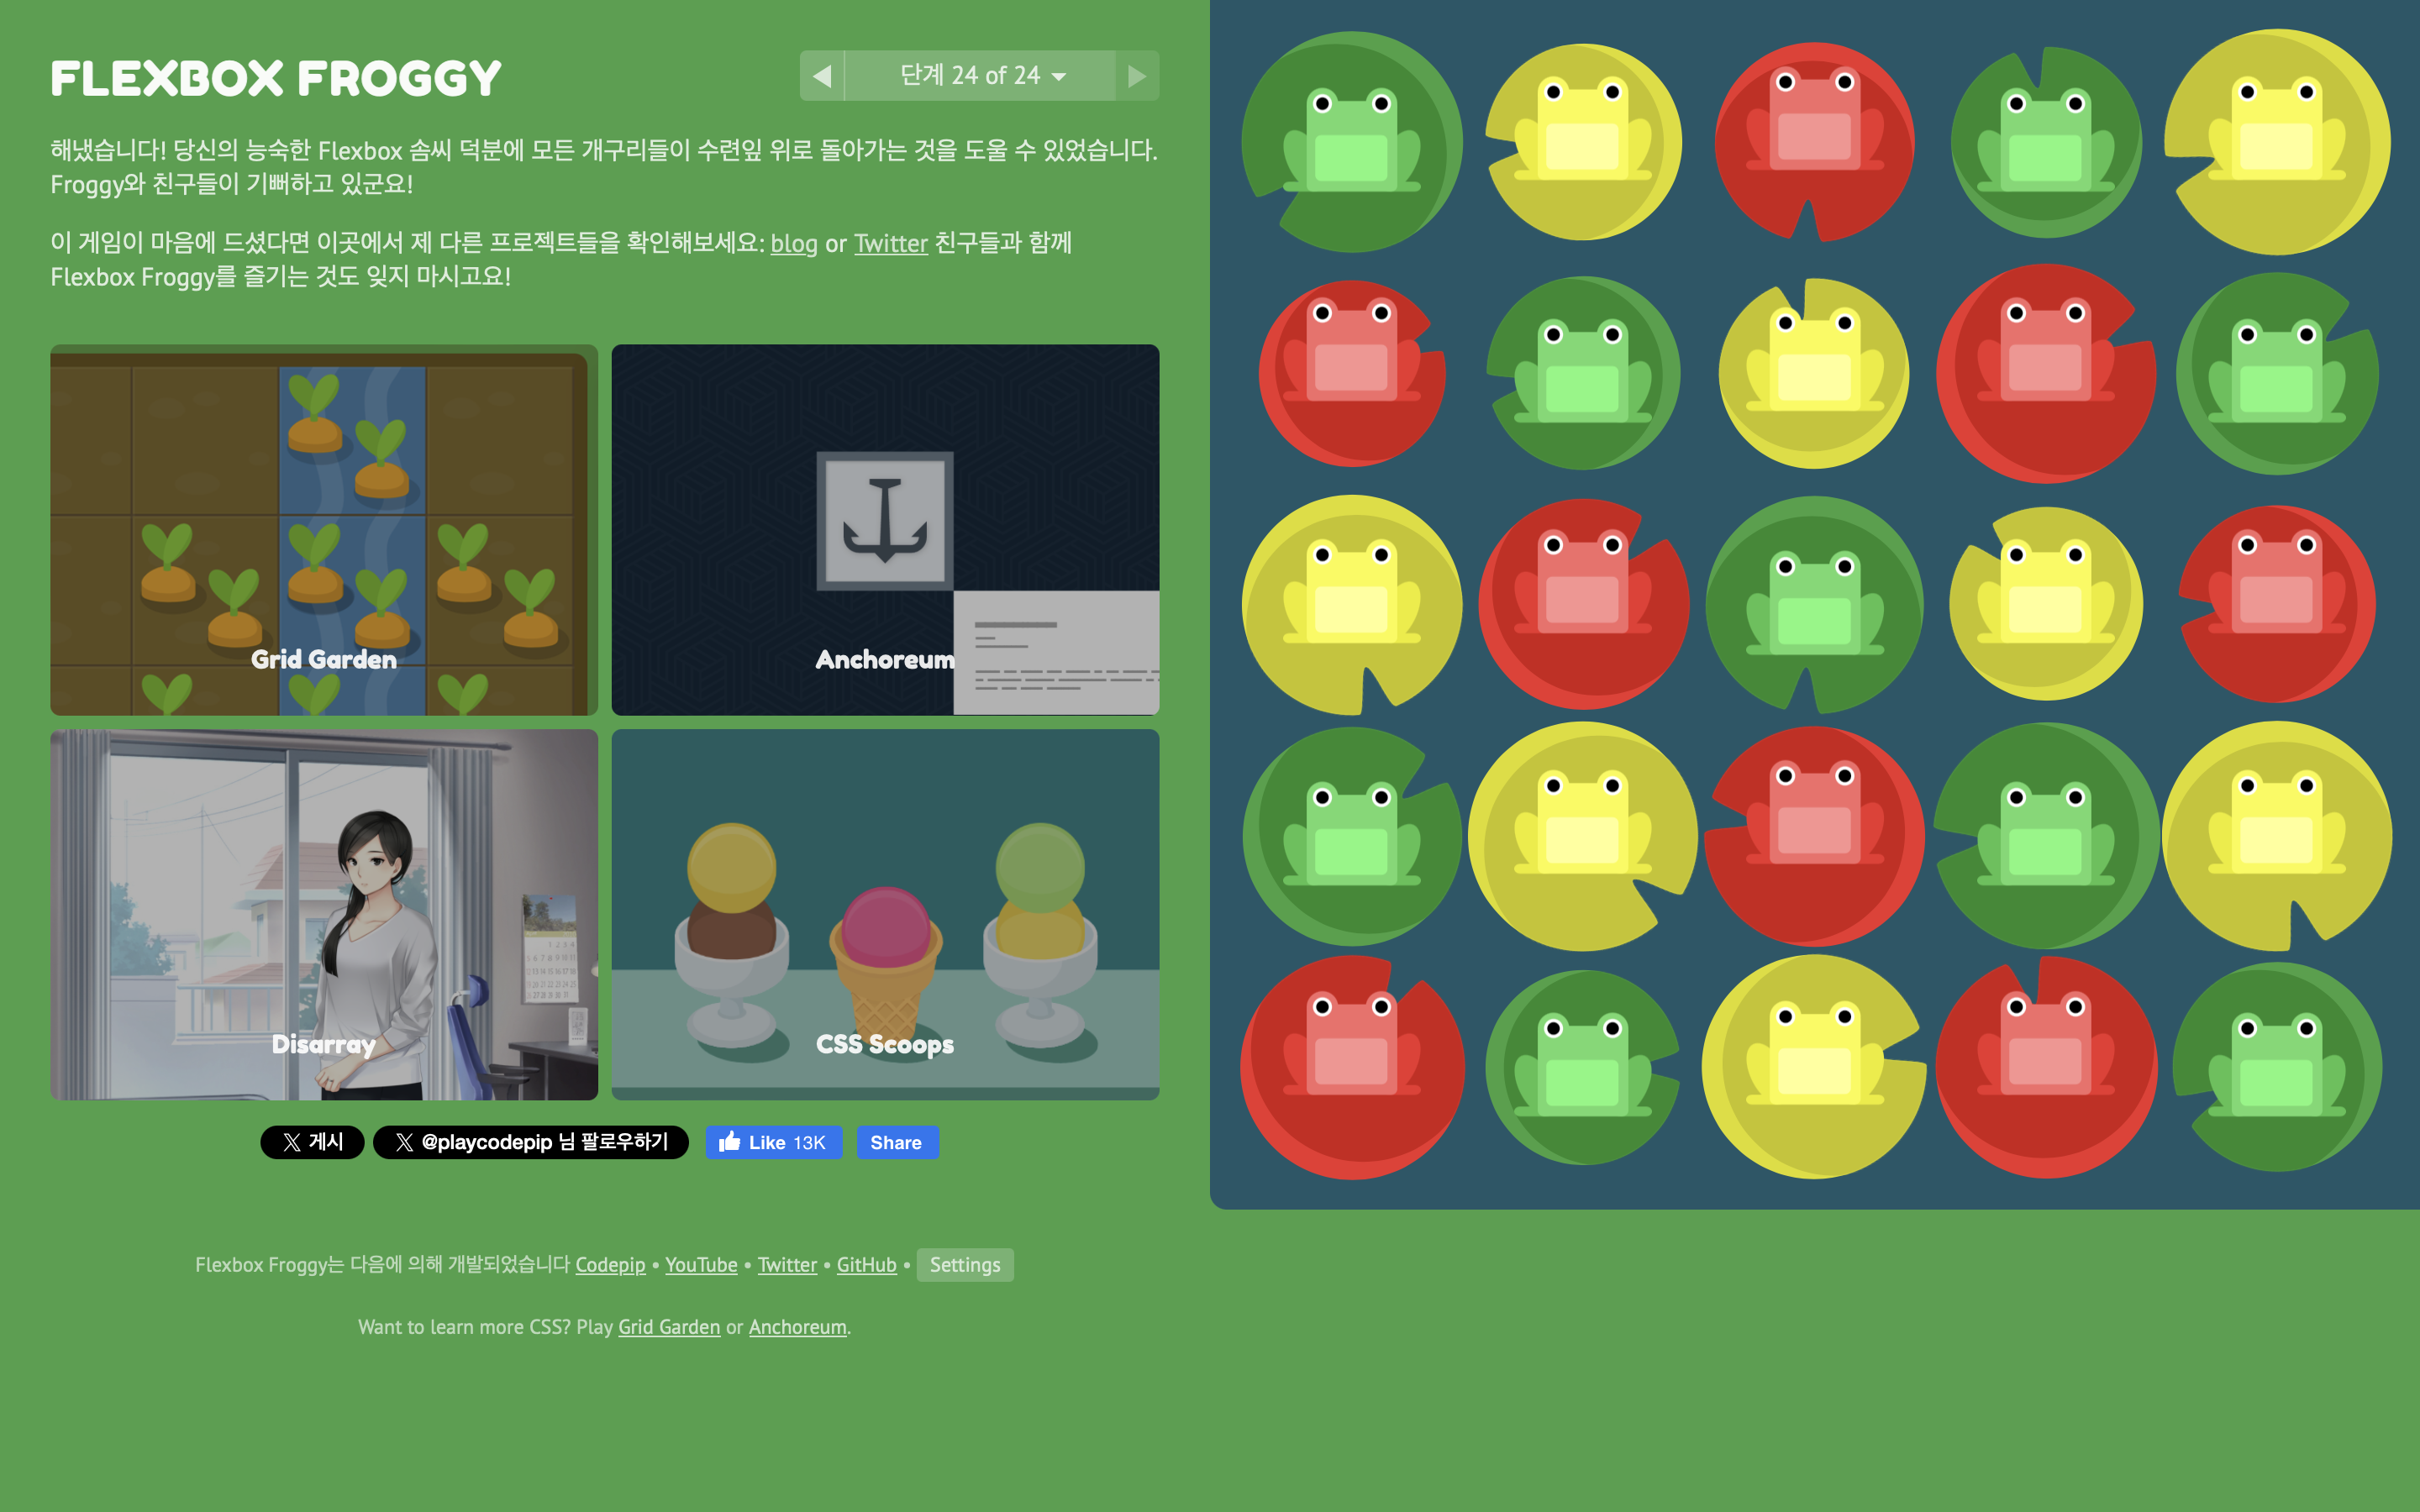 FLEXBOX FROGGY
단계 24 of 24
해냈습니다! 당신의 능숙한 Flexbox 솜씨 덕분에 모든 개구리들이 수련잎 위로 돌아가는 것을 도울 수 있었습니다.
Froggy와 친구들이 기뻐하고 있군요!
이 게임이 마음에 드셨다면 이곳에서 제 다른 프로젝트들을 확인해보세요: blog or Twitter 친구들과 함께
Flexbox Froggy를 즐기는 것도 잊지 마시고요!
Grid Garden
Anchoreum
Disarray
CSS Scoops
게시
@playcodepip 님 팔로우하기
Like 13K
Share
Flexbox Froggy는 다음에 의해 개발되었습니다 Codepip • YouTube • Twitter • GitHub • Settings
Want to learn more CSS? Play Grid Garden or Anchoreum.